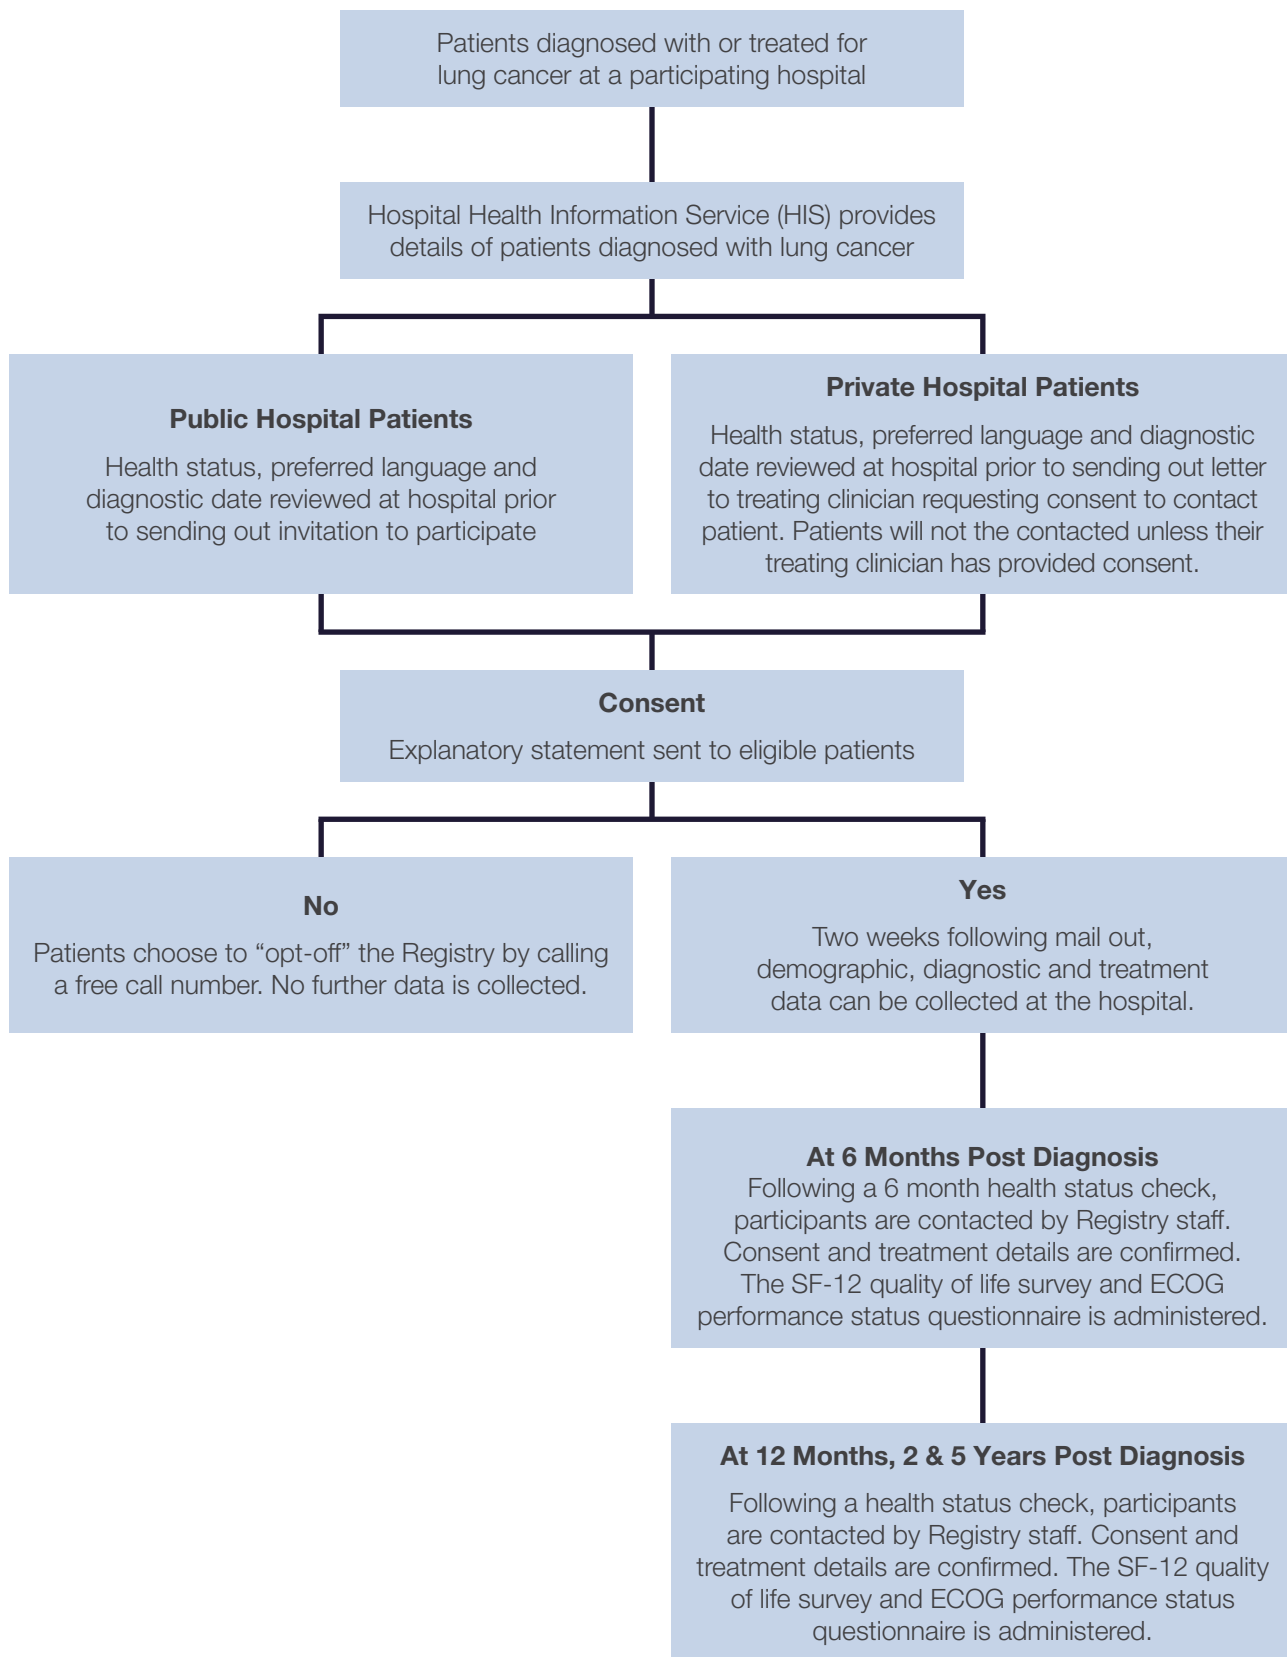 Patients diagnosed with or treated for
lung cancer at a participating hospital
Hospital Health Information Service (HIS) provides
details of patients diagnosed with lung cancer
Public Hospital Patients
Health status, preferred language and
diagnostic date reviewed at hospital prior
to sending out invitation to participate
Private Hospital Patients
Health status, preferred language and diagnostic
date reviewed at hospital prior to sending out letter
to treating clinician requesting consent to contact
patient. Patients will not the contacted unless their
treating clinician has provided consent.
Consent
Explanatory statement sent to eligible patients
No
Patients choose to “opt-off” the Registry by calling
a free call number. No further data is collected.
Yes
Two weeks following mail out,
demographic, diagnostic and treatment
data can be collected at the hospital.
At 6 Months Post Diagnosis
Following a 6 month health status check,
participants are contacted by Registry staff.
Consent and treatment details are confirmed.
The SF-12 quality of life survey and ECOG
performance status questionnaire is administered.
At 12 Months, 2 & 5 Years Post Diagnosis
Following a health status check, participants
are contacted by Registry staff. Consent and
treatment details are confirmed. The SF-12 quality
of life survey and ECOG performance status
questionnaire is administered.